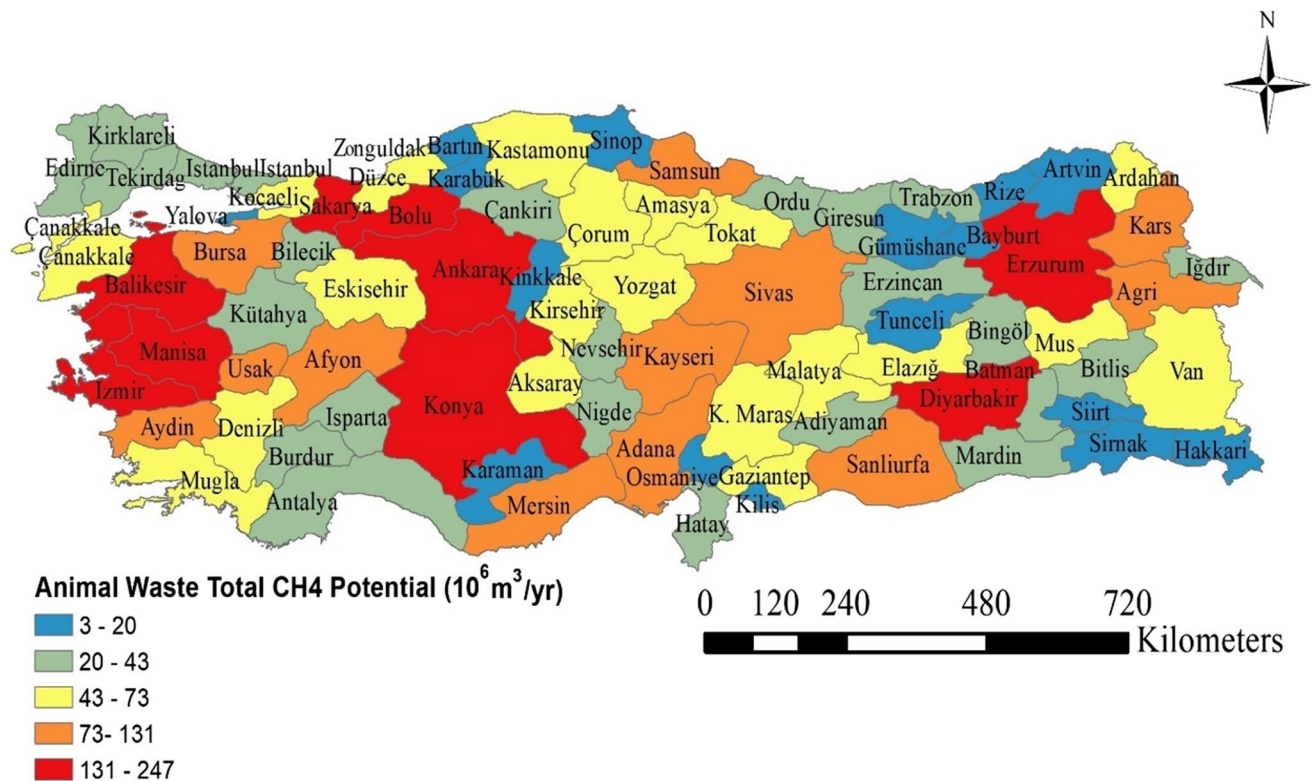 N
Kirklareli
Edirne
Tekirdag
Istanbul
Istanbul
Kocaeli
Yalova
Sakarya
Düzce
Zonguldak
Bartın
Karabük
Kastamonu
Sinop
Samsun
Ordu
Giresun
Trabzon
Rize
Artvin
Ardahan
Kars
Çanakkale
Çanakkale
Bursa
Bilecik
Bolu
Çankiri
Çorum
Amasya
Tokat
Gümüshane
Bayburt
Erzurum
Iğdır
Agri
Balikesir
Kütahya
Eskisehir
Ankara
Kinkkale
Kirsehir
Yozgat
Sivas
Erzincan
Tunceli
Bingöl
Mus
Bitlis
Van
Manisa
Izmir
Usak
Afyon
Konya
Aksaray
Nevsehir
Kayseri
Malatya
Elazığ
Batman
Diyarbakir
Siirt
Sirnak
Hakkari
Aydin
Denizli
Isparta
Burdur
Nigde
K. Maras
Adiyaman
Sanliurfa
Mardin
Mugla
Antalya
Karaman
Mersin
Adana
Osmaniye
Gaziantep
Kilis
Hatay
Animal Waste Total CH4 Potential (10⁶m³/yr)
3 - 20
20 - 43
43 - 73
73- 131
131 - 247
0 120 240 480 720
Kilometers